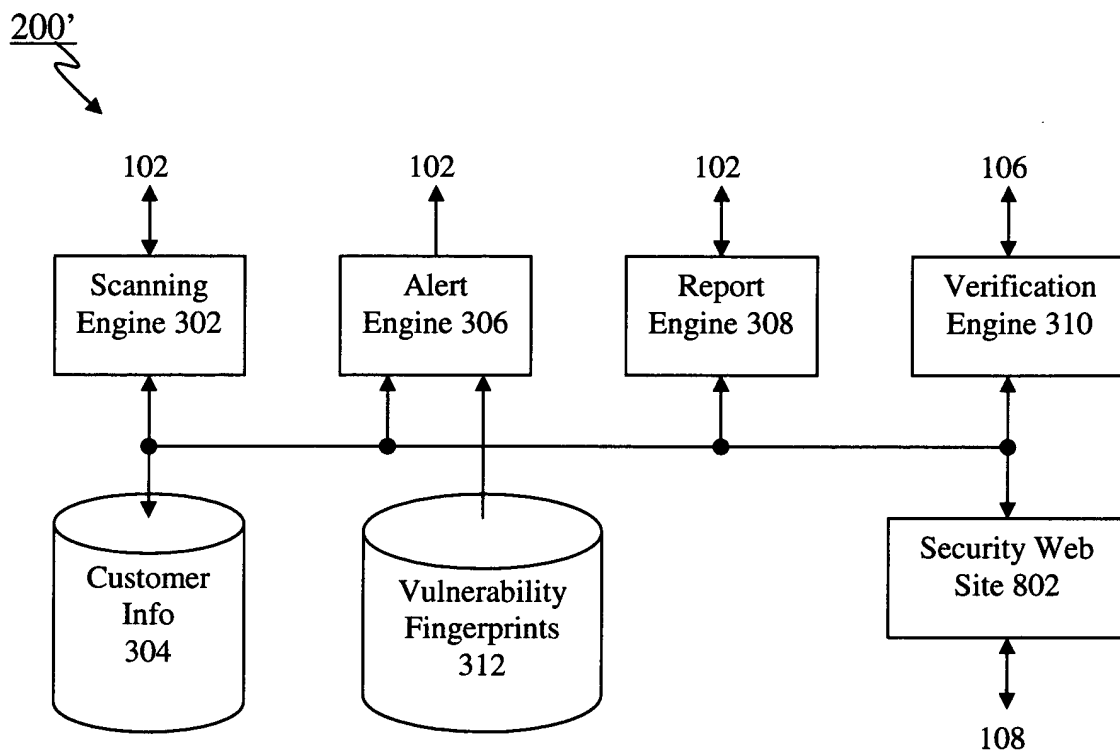 200'
102
102
102
106
Scanning
Engine 302
Alert
Engine 306
Report
Engine 308
Verification
Engine 310
Customer
Info
304
Vulnerability
Fingerprints
312
Security Web
Site 802
108